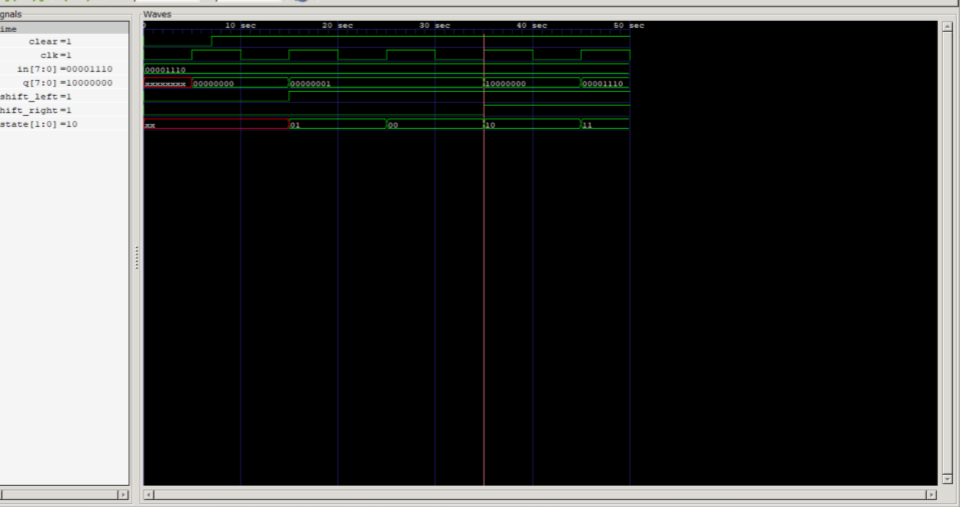 gnals
Waves
ime
10 sec 20 sec 30 sec 40 sec 50 sec
clear=1
clk=1
in[7:0]=00001110 00001110
q[7:0]=10000000 xxxxxxxx 00000000 00000001 10000000 00001110
shift_left=1
hift_right=1
state[1:0]=10 xx 01 00 10 11